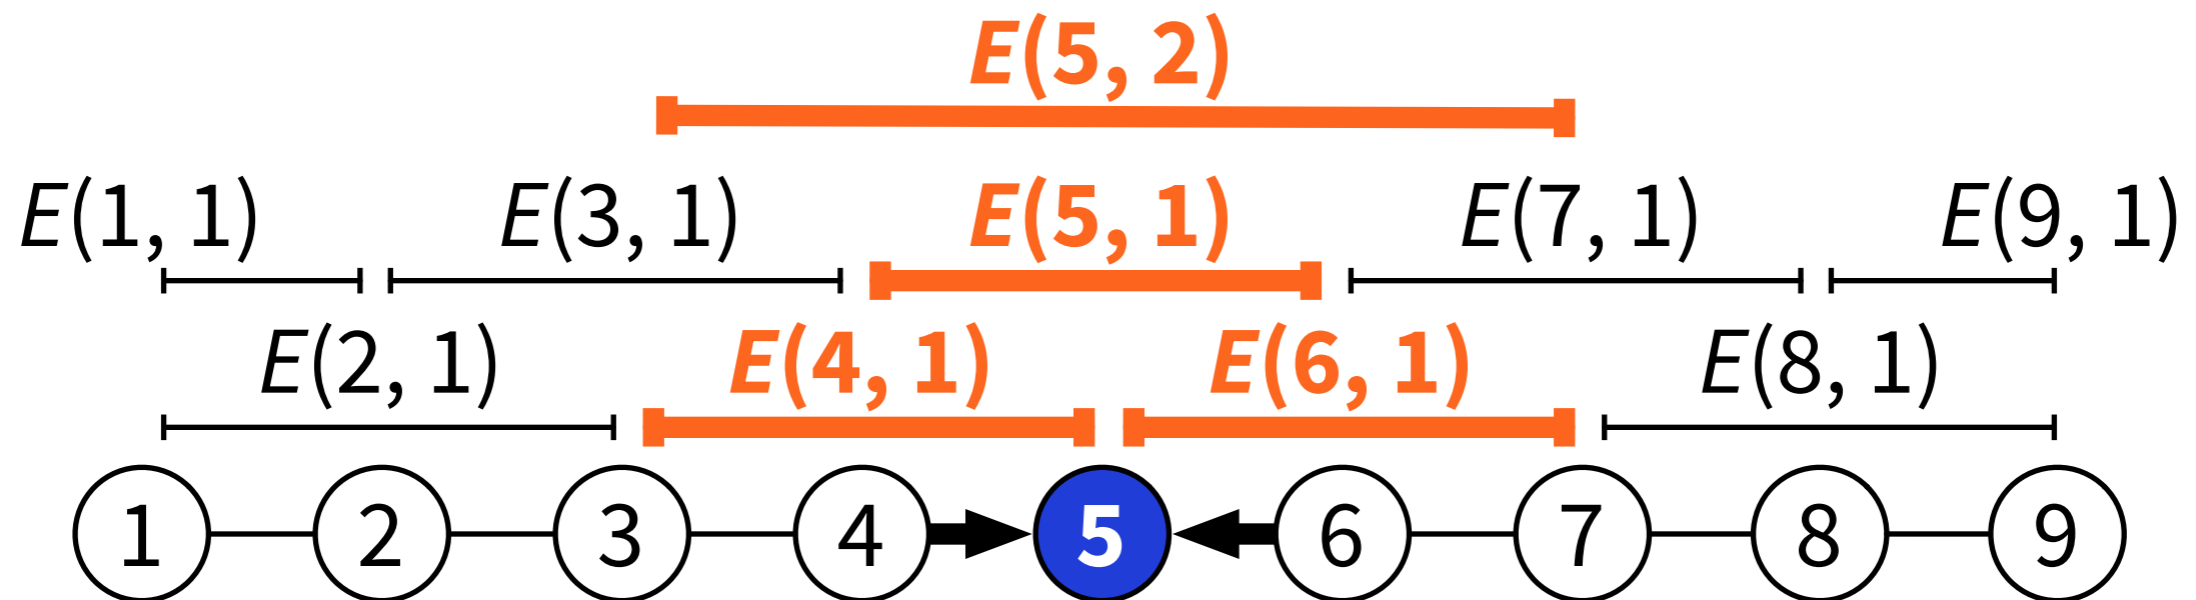 E(5, 2)
E(1, 1) E(3, 1) E(5, 1) E(7, 1) E(9, 1)
E(2, 1) E(4, 1) E(6, 1) E(8, 1)
1 2 3 4 5 6 7 8 9